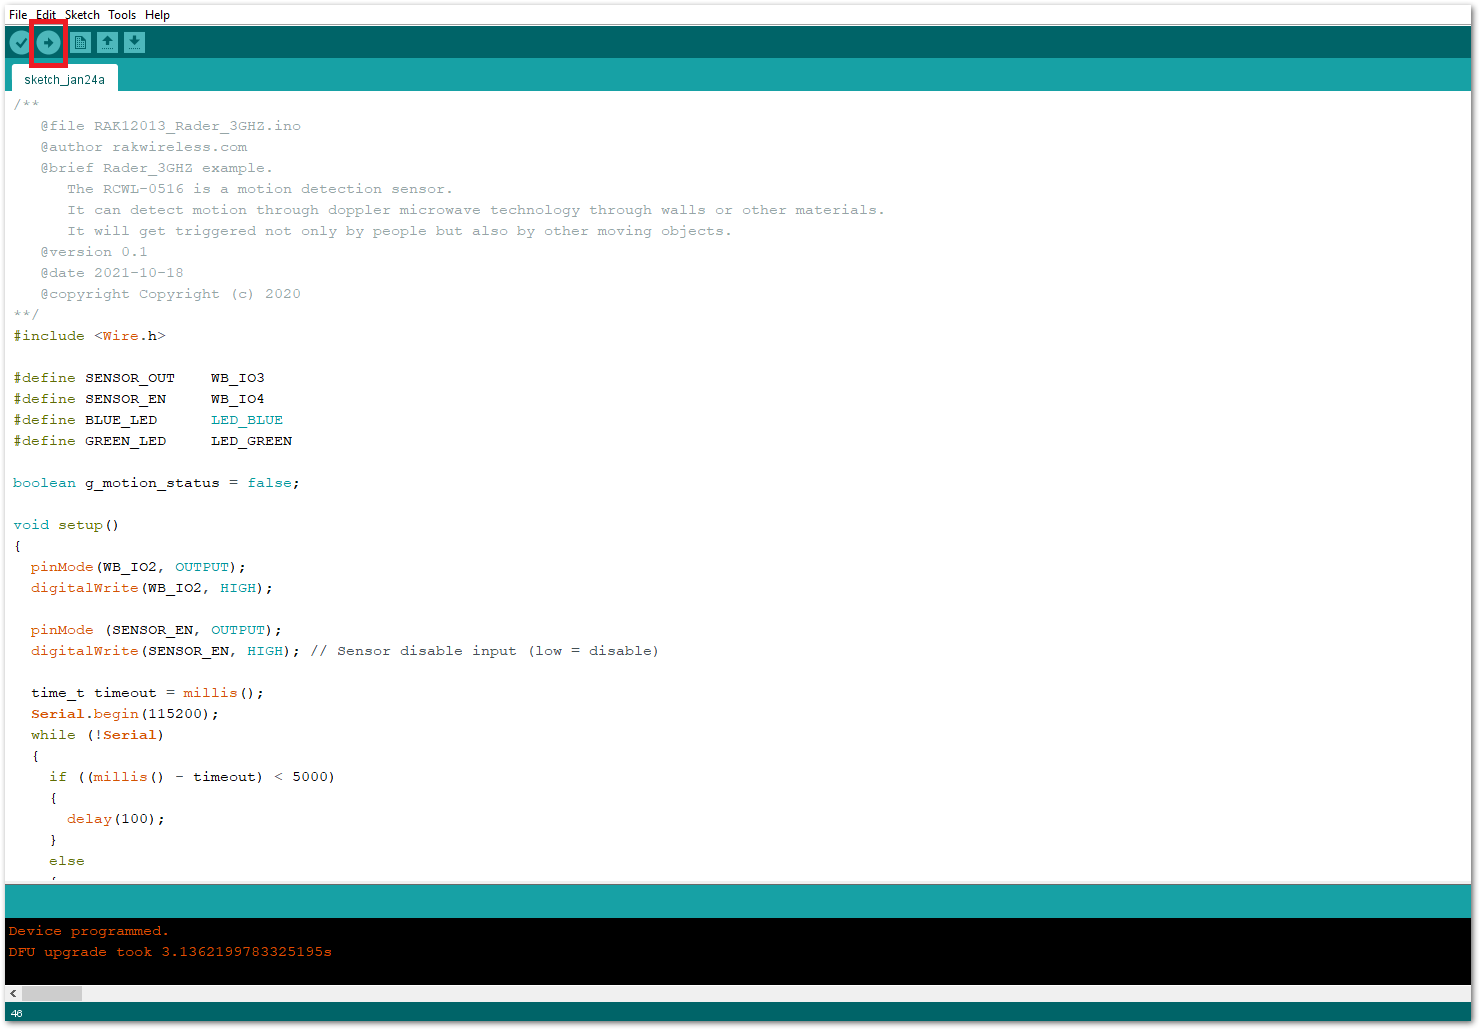 File Edit Sketch Tools Help
sketch_jan24a
/**
   @file RAK12013_Rader_3GHZ.ino
   @author rakwireless.com
   @brief Rader_3GHZ example.
      The RCWL-0516 is a motion detection sensor.
      It can detect motion through doppler microwave technology through walls or other materials.
      It will get triggered not only by people but also by other moving objects.
   @version 0.1
   @date 2021-10-18
   @copyright Copyright (c) 2020
**/
#include <Wire.h>
#define SENSOR_OUT    WB_IO3
#define SENSOR_EN     WB_IO4
#define BLUE_LED      LED_BLUE
#define GREEN_LED     LED_GREEN
boolean g_motion_status = false;
void setup()
{
  pinMode(WB_IO2, OUTPUT);
  digitalWrite(WB_IO2, HIGH);
  pinMode (SENSOR_EN, OUTPUT);
  digitalWrite(SENSOR_EN, HIGH); // Sensor disable input (low = disable)
  time_t timeout = millis();
  Serial.begin(115200);
  while (!Serial)
  {
    if ((millis() - timeout) < 5000)
    {
      delay(100);
    }
    else
    {
Device programmed.
DFU upgrade took 3.1362199783325195s
46